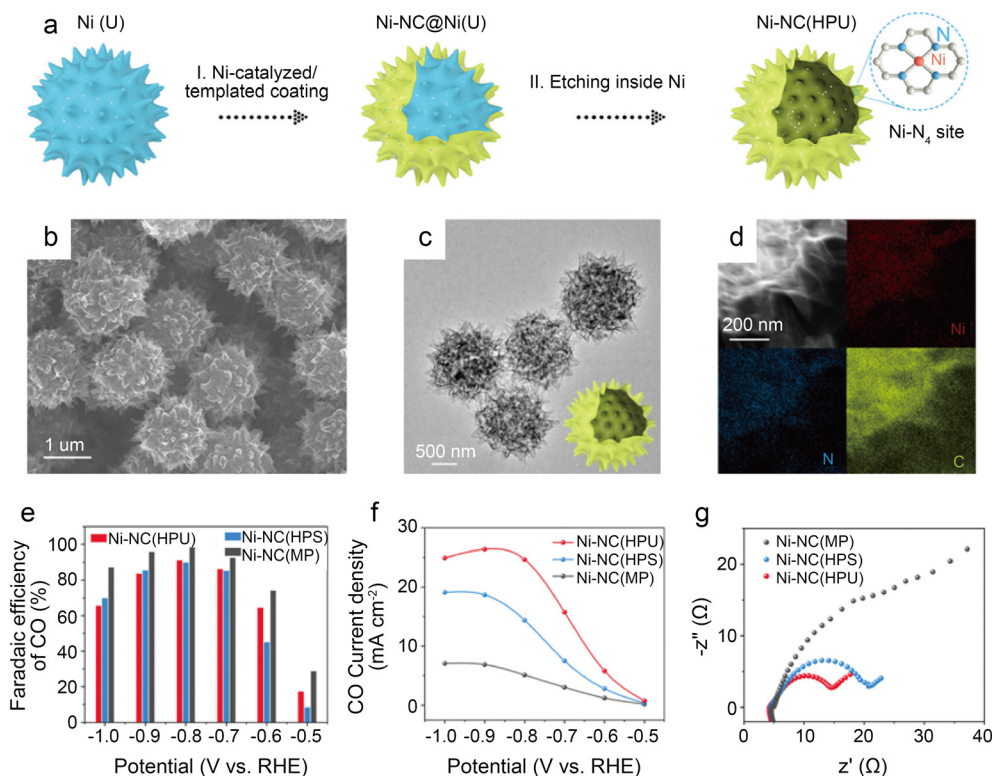 a
Ni (U)
Ni-NC@Ni(U)
Ni-NC(HPU)
I. Ni-catalyzed/
templated coating
II. Etching inside Ni
N
Ni
Ni-N4 site
b
1 um
c
500 nm
d
200 nm
Ni
N
C
e
Ni-NC(HPU)
Ni-NC(HPS)
Ni-NC(MP)
Faradaic efficiency
of CO (%)
100
80
60
40
20
0
-1.0 -0.9 -0.8 -0.7 -0.6 -0.5
Potential (V vs. RHE)
f
Ni-NC(HPU)
Ni-NC(HPS)
Ni-NC(MP)
CO Current density
(mA cm-2)
30
20
10
0
-1.0 -0.9 -0.8 -0.7 -0.6 -0.5
Potential (V vs. RHE)
g
Ni-NC(MP)
Ni-NC(HPS)
Ni-NC(HPU)
-z" (Ω)
20
10
0
0 10 20 30 40
z' (Ω)